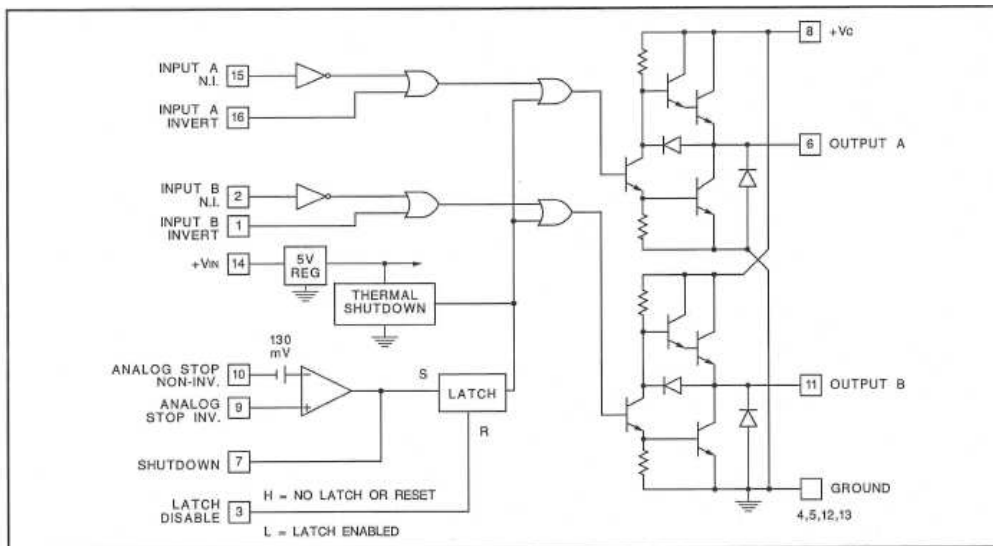 8 +Vc
INPUT A
N.I. 15
INPUT A
INVERT 16
6 OUTPUT A
INPUT B
N.I. 2
INPUT B
INVERT 1
+VIN 14
5V
REG
THERMAL
SHUTDOWN
130
mV
ANALOG STOP
NON-INV. 10
−
ANALOG
STOP INV. 9
+
S
LATCH
R
11 OUTPUT B
SHUTDOWN 7
LATCH
DISABLE 3
H = NO LATCH OR RESET
L = LATCH ENABLED
GROUND
4,5,12,13